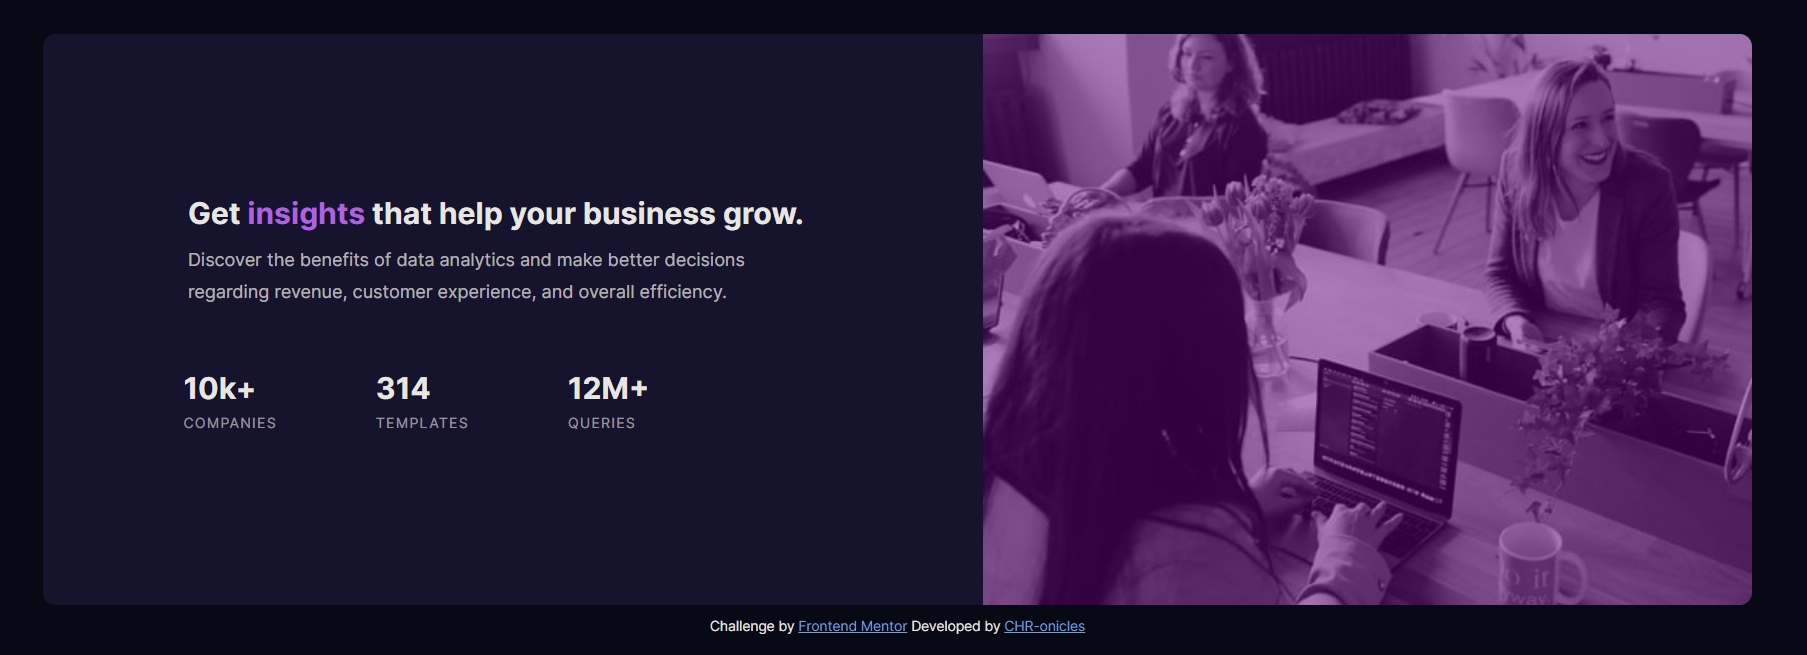 Get insights that help your business grow.
Discover the benefits of data analytics and make better decisions
regarding revenue, customer experience, and overall efficiency.
10k+
COMPANIES
314
TEMPLATES
12M+
QUERIES
o it
way.
Challenge by Frontend Mentor Developed by CHR-onicles